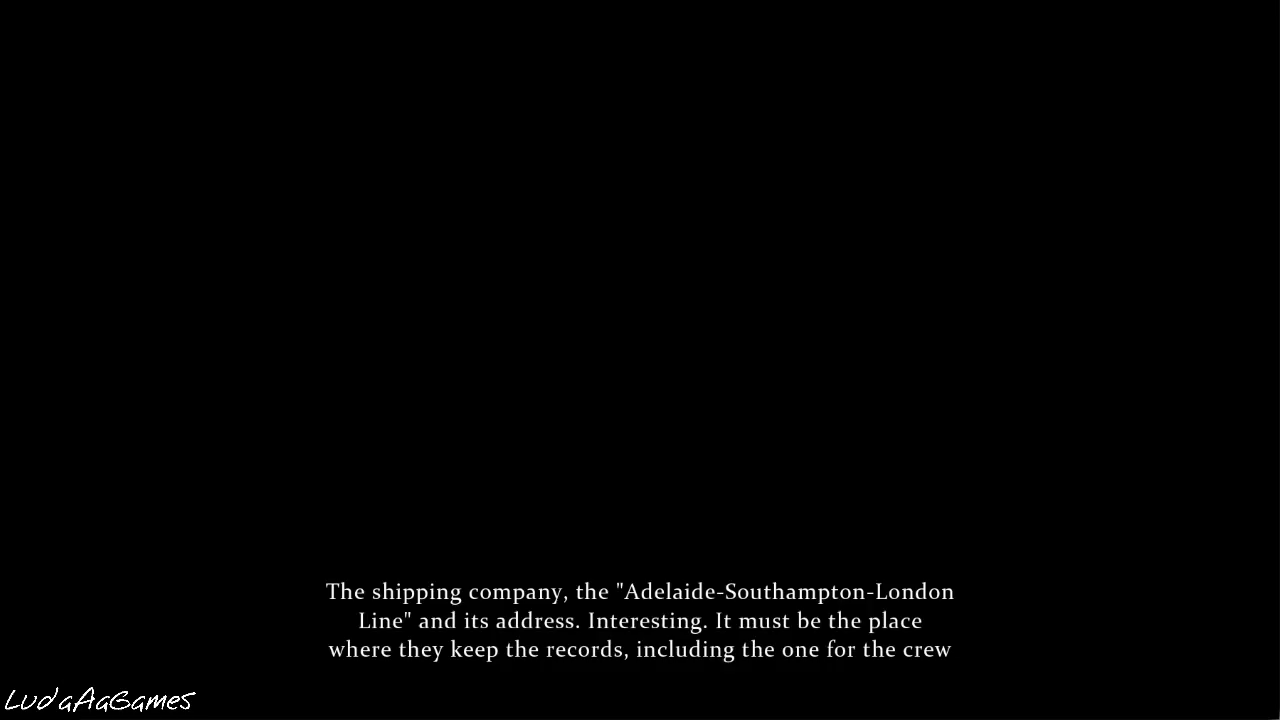 The shipping company, the "Adelaide-Southampton-London
Line" and its address. Interesting. It must be the place
where they keep the records, including the one for the crew
LudaAaGames